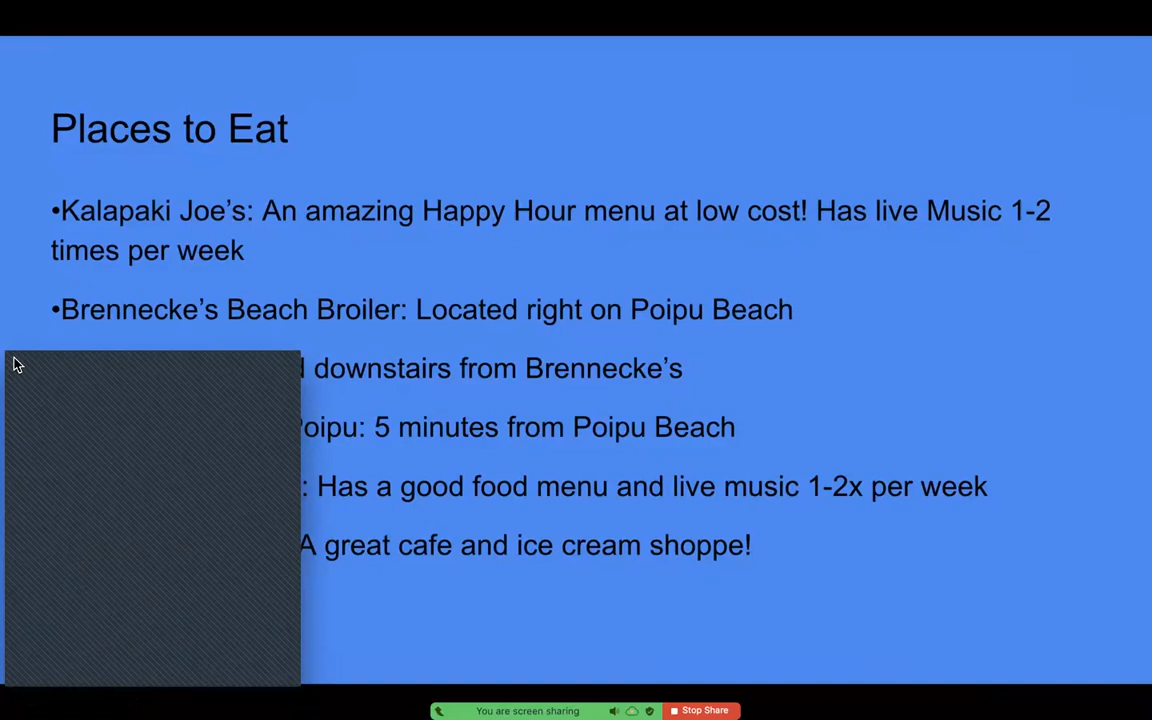 Places to Eat
•Kalapaki Joe’s: An amazing Happy Hour menu at low cost! Has live Music 1-2
times per week
•Brennecke’s Beach Broiler: Located right on Poipu Beach
downstairs from Brennecke’s
Poipu: 5 minutes from Poipu Beach
: Has a good food menu and live music 1-2x per week
A great cafe and ice cream shoppe!
You are screen sharing
Stop Share